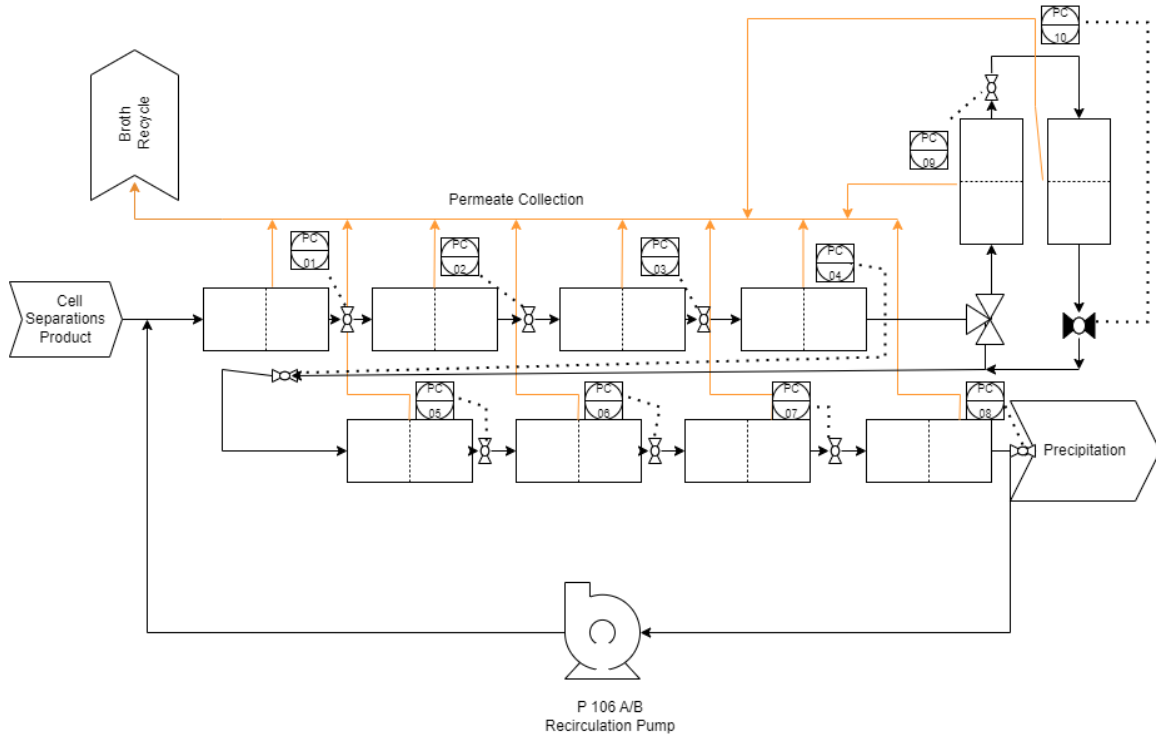 PC
10
Broth
Recycle
PC
09
Permeate Collection
PC
01
PC
02
PC
03
PC
04
Cell
Separations
Product
PC
05
PC
06
PC
07
PC
08
Precipitation
P 106 A/B
Recirculation Pump